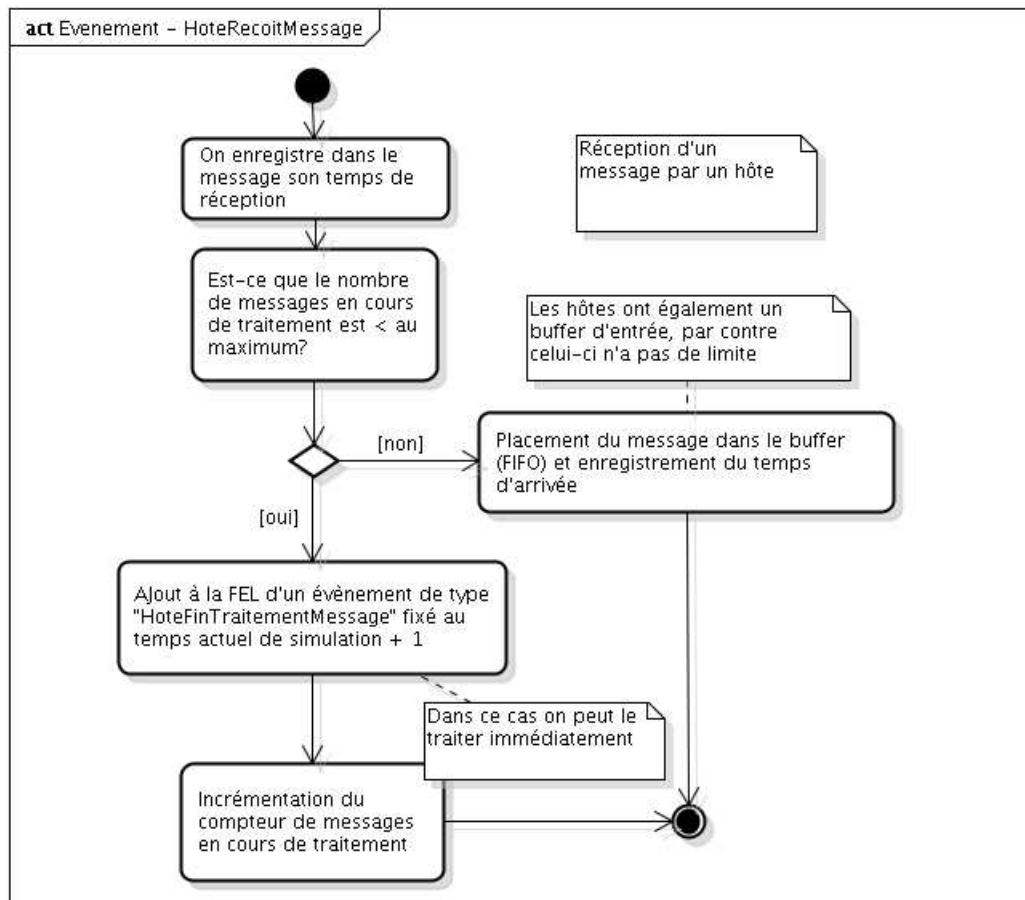 act Evenement - HoteRecoitMessage
On enregistre dans le
message son temps de
réception
Réception d'un
message par un hôte
Est-ce que le nombre
de messages en cours
de traitement est < au
maximum?
Les hôtes ont également un
buffer d'entrée, par contre
celui-ci n'a pas de limite
[non]
Placement du message dans le buffer
(FIFO) et enregistrement du temps
d'arrivée
[oui]
AJout à la FEL d'un évènement de type
"HoteFinTraitementMessage" fixé au
temps actuel de simulation + 1
Dans ce cas on peut le
traiter immédiatement
Incrémentation du
compteur de messages
en cours de traitement